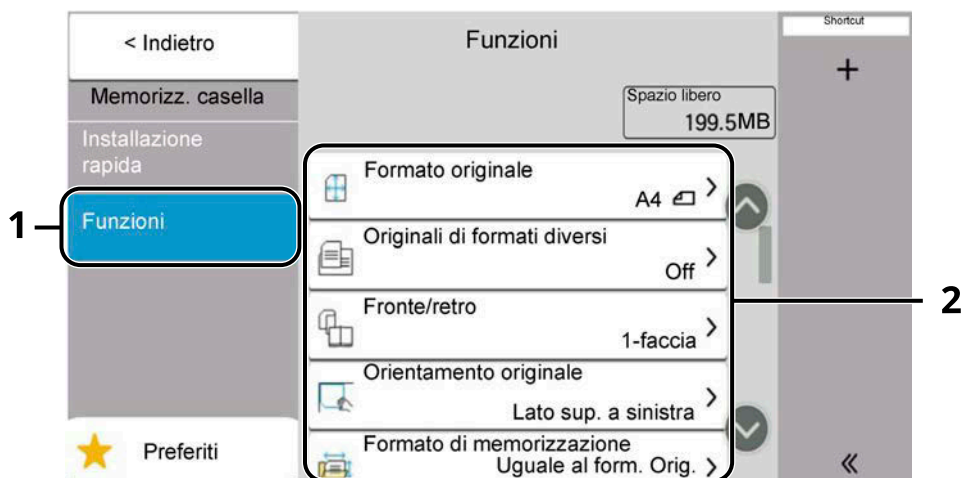 < Indietro
Funzioni
Shortcut
+
Memorizz. casella
Spazio libero
199.5MB
Installazione
rapida
1
Funzioni
Formato originale
A4
Originali di formati diversi
Off
2
Fronte/retro
1-faccia
Orientamento originale
Lato sup. a sinistra
Formato di memorizzazione
Uguale al form. Orig.
Preferiti
«